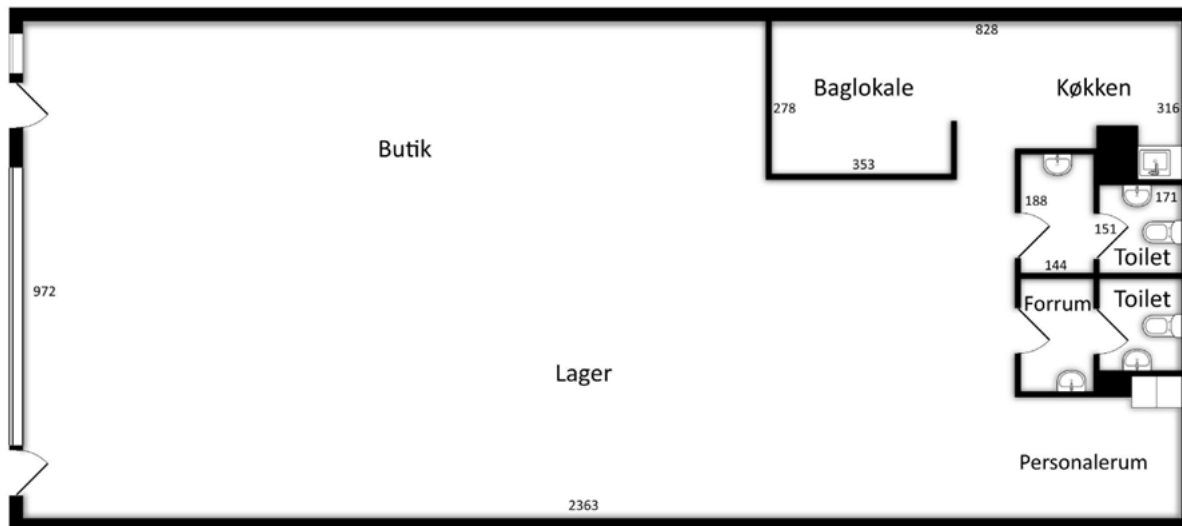 828
Baglokale
Køkken
278
316
Butik
353
188
171
151
144
Toilet
972
Forrum
Toilet
Lager
Personalerum
2363